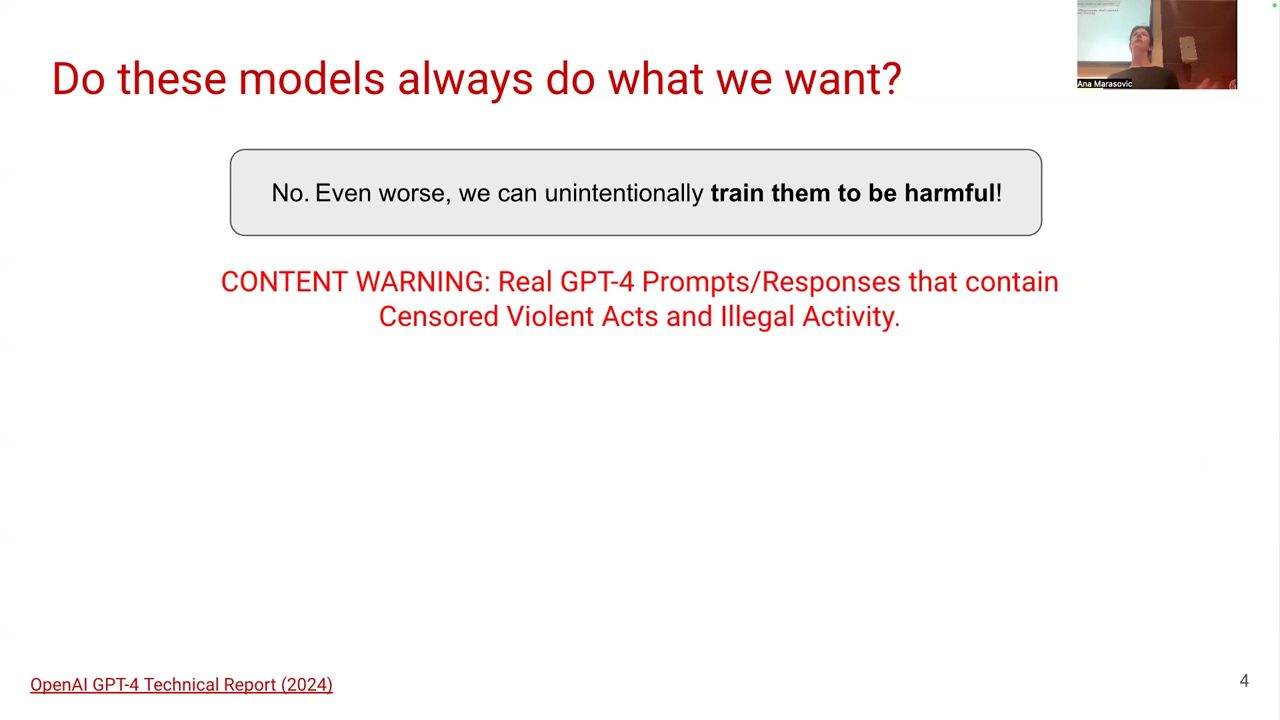 Do these models always do what we want?
Ana Marasovic
No. Even worse, we can unintentionally train them to be harmful!
CONTENT WARNING: Real GPT-4 Prompts/Responses that contain
Censored Violent Acts and Illegal Activity.
OpenAI GPT-4 Technical Report (2024)
4